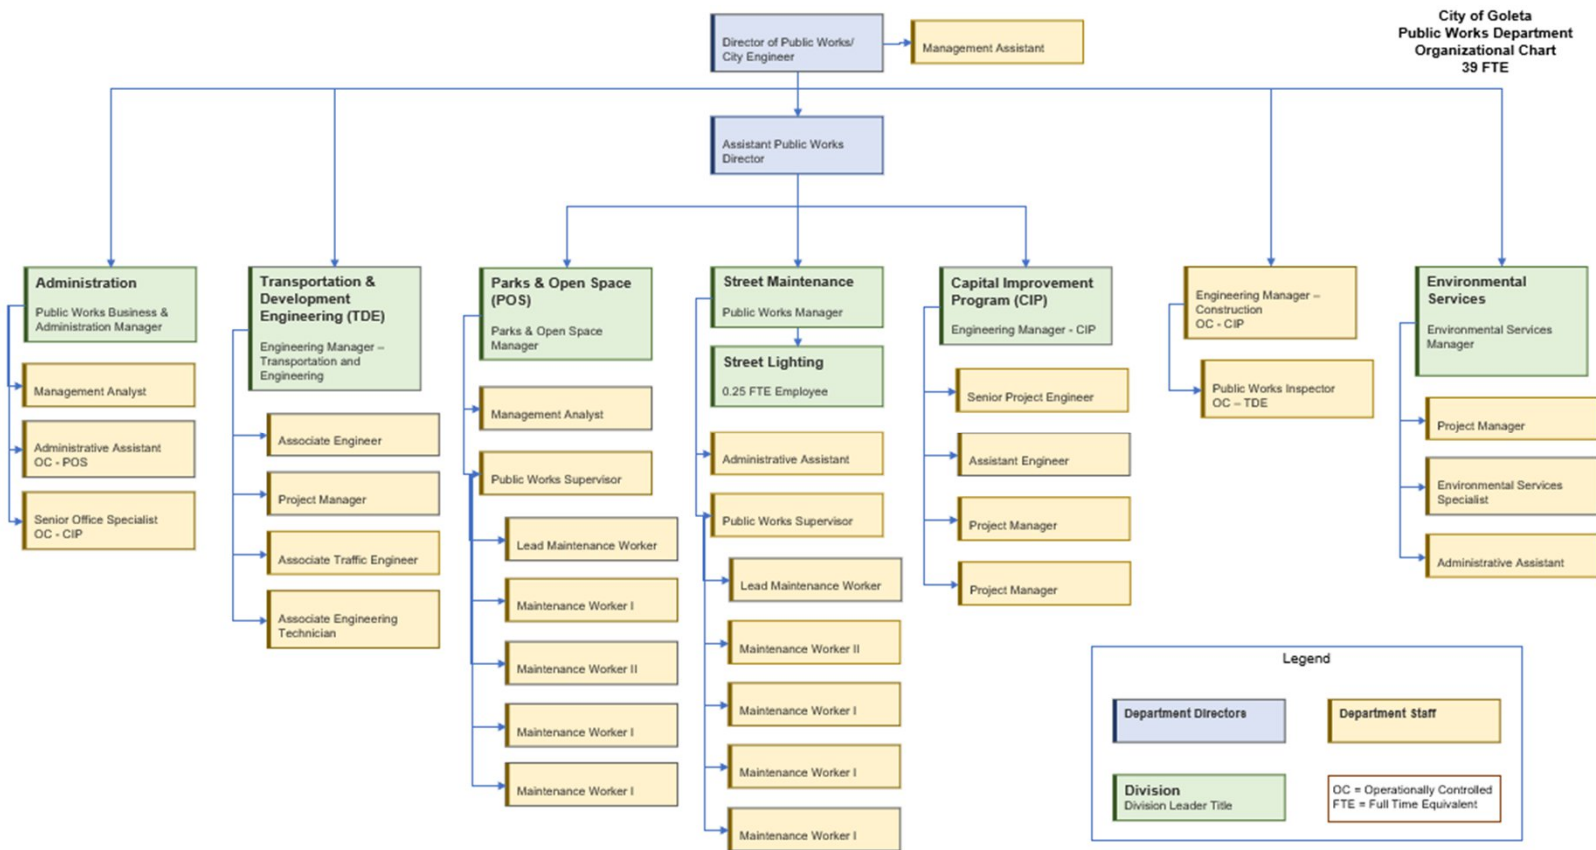 City of Goleta
Public Works Department
Organizational Chart
39 FTE
Director of Public Works/
City Engineer
Management Assistant
Assistant Public Works
Director
Administration
Public Works Business &
Administration Manager
Management Analyst
Administrative Assistant
OC - POS
Senior Office Specialist
OC - CIP
Transportation &
Development
Engineering (TDE)
Engineering Manager –
Transportation and
Engineering
Associate Engineer
Project Manager
Associate Traffic Engineer
Associate Engineering
Technician
Parks & Open Space
(POS)
Parks & Open Space
Manager
Management Analyst
Public Works Supervisor
Lead Maintenance Worker
Maintenance Worker I
Maintenance Worker II
Maintenance Worker I
Maintenance Worker I
Street Maintenance
Public Works Manager
Street Lighting
0.25 FTE Employee
Administrative Assistant
Public Works Supervisor
Lead Maintenance Worker
Maintenance Worker II
Maintenance Worker I
Maintenance Worker I
Maintenance Worker I
Capital Improvement
Program (CIP)
Engineering Manager - CIP
Senior Project Engineer
Assistant Engineer
Project Manager
Project Manager
Engineering Manager –
Construction
OC - CIP
Public Works Inspector
OC – TDE
Environmental
Services
Environmental Services
Manager
Project Manager
Environmental Services
Specialist
Administrative Assistant
Legend
Department Directors
Department Staff
Division
Division Leader Title
OC = Operationally Controlled
FTE = Full Time Equivalent